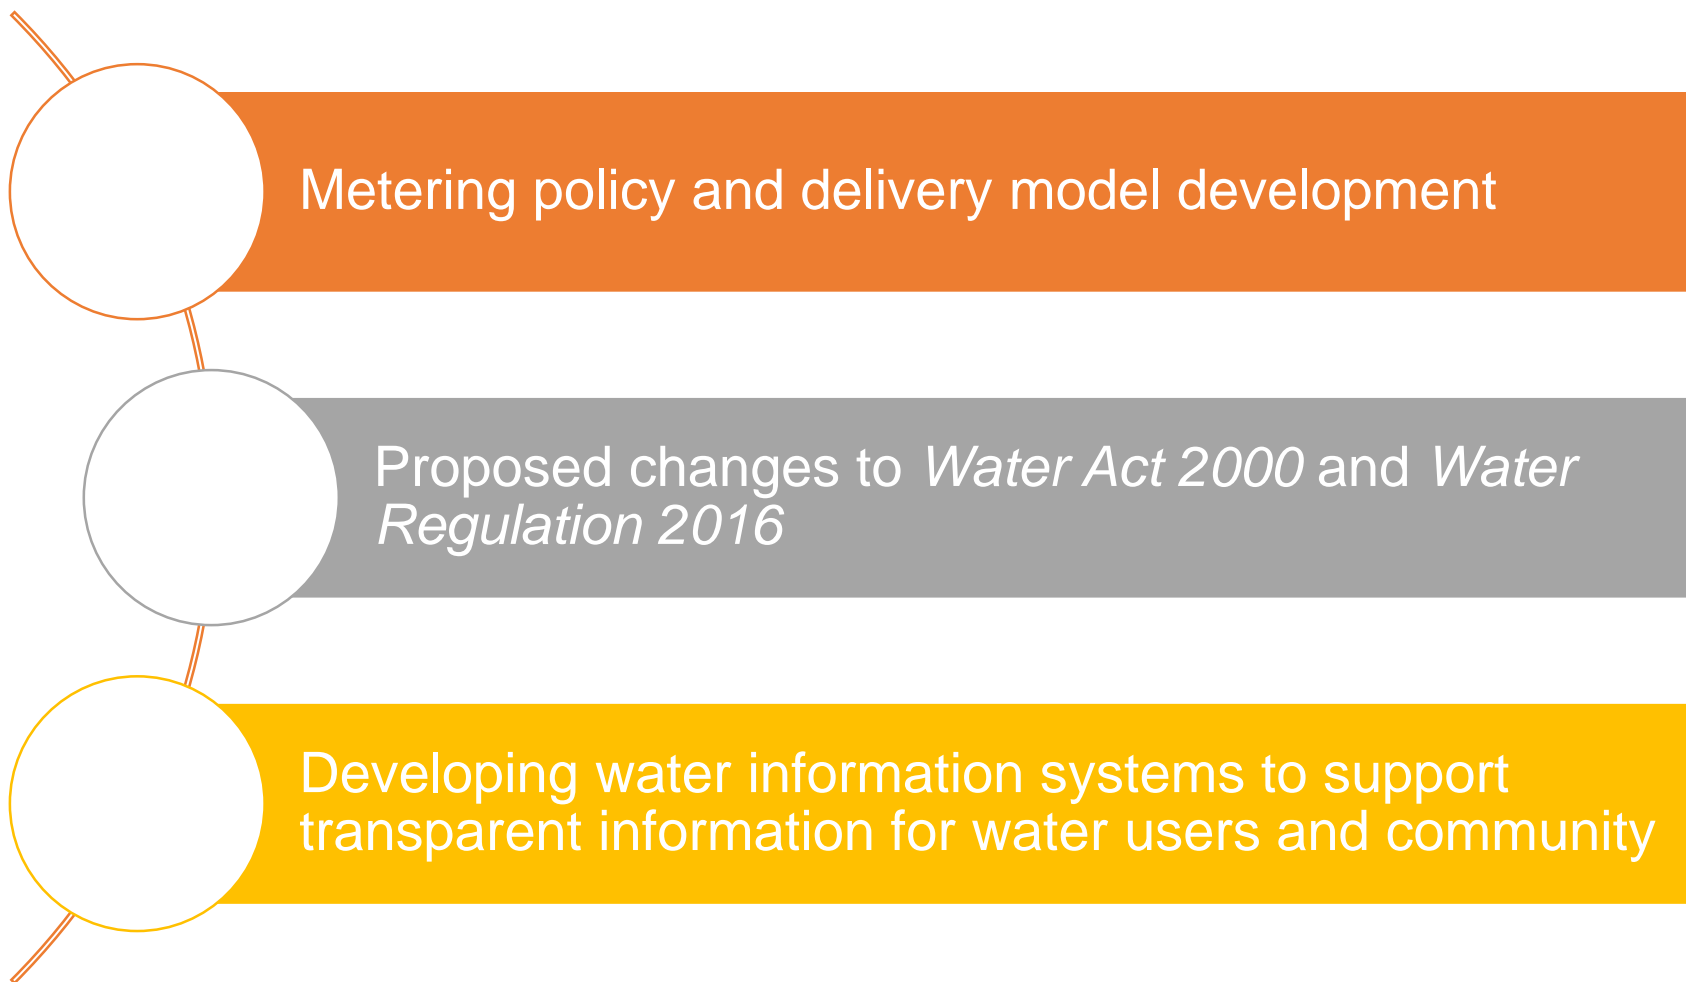 Metering policy and delivery model development
Proposed changes to Water Act 2000 and Water
Regulation 2016
Developing water information systems to support
transparent information for water users and community